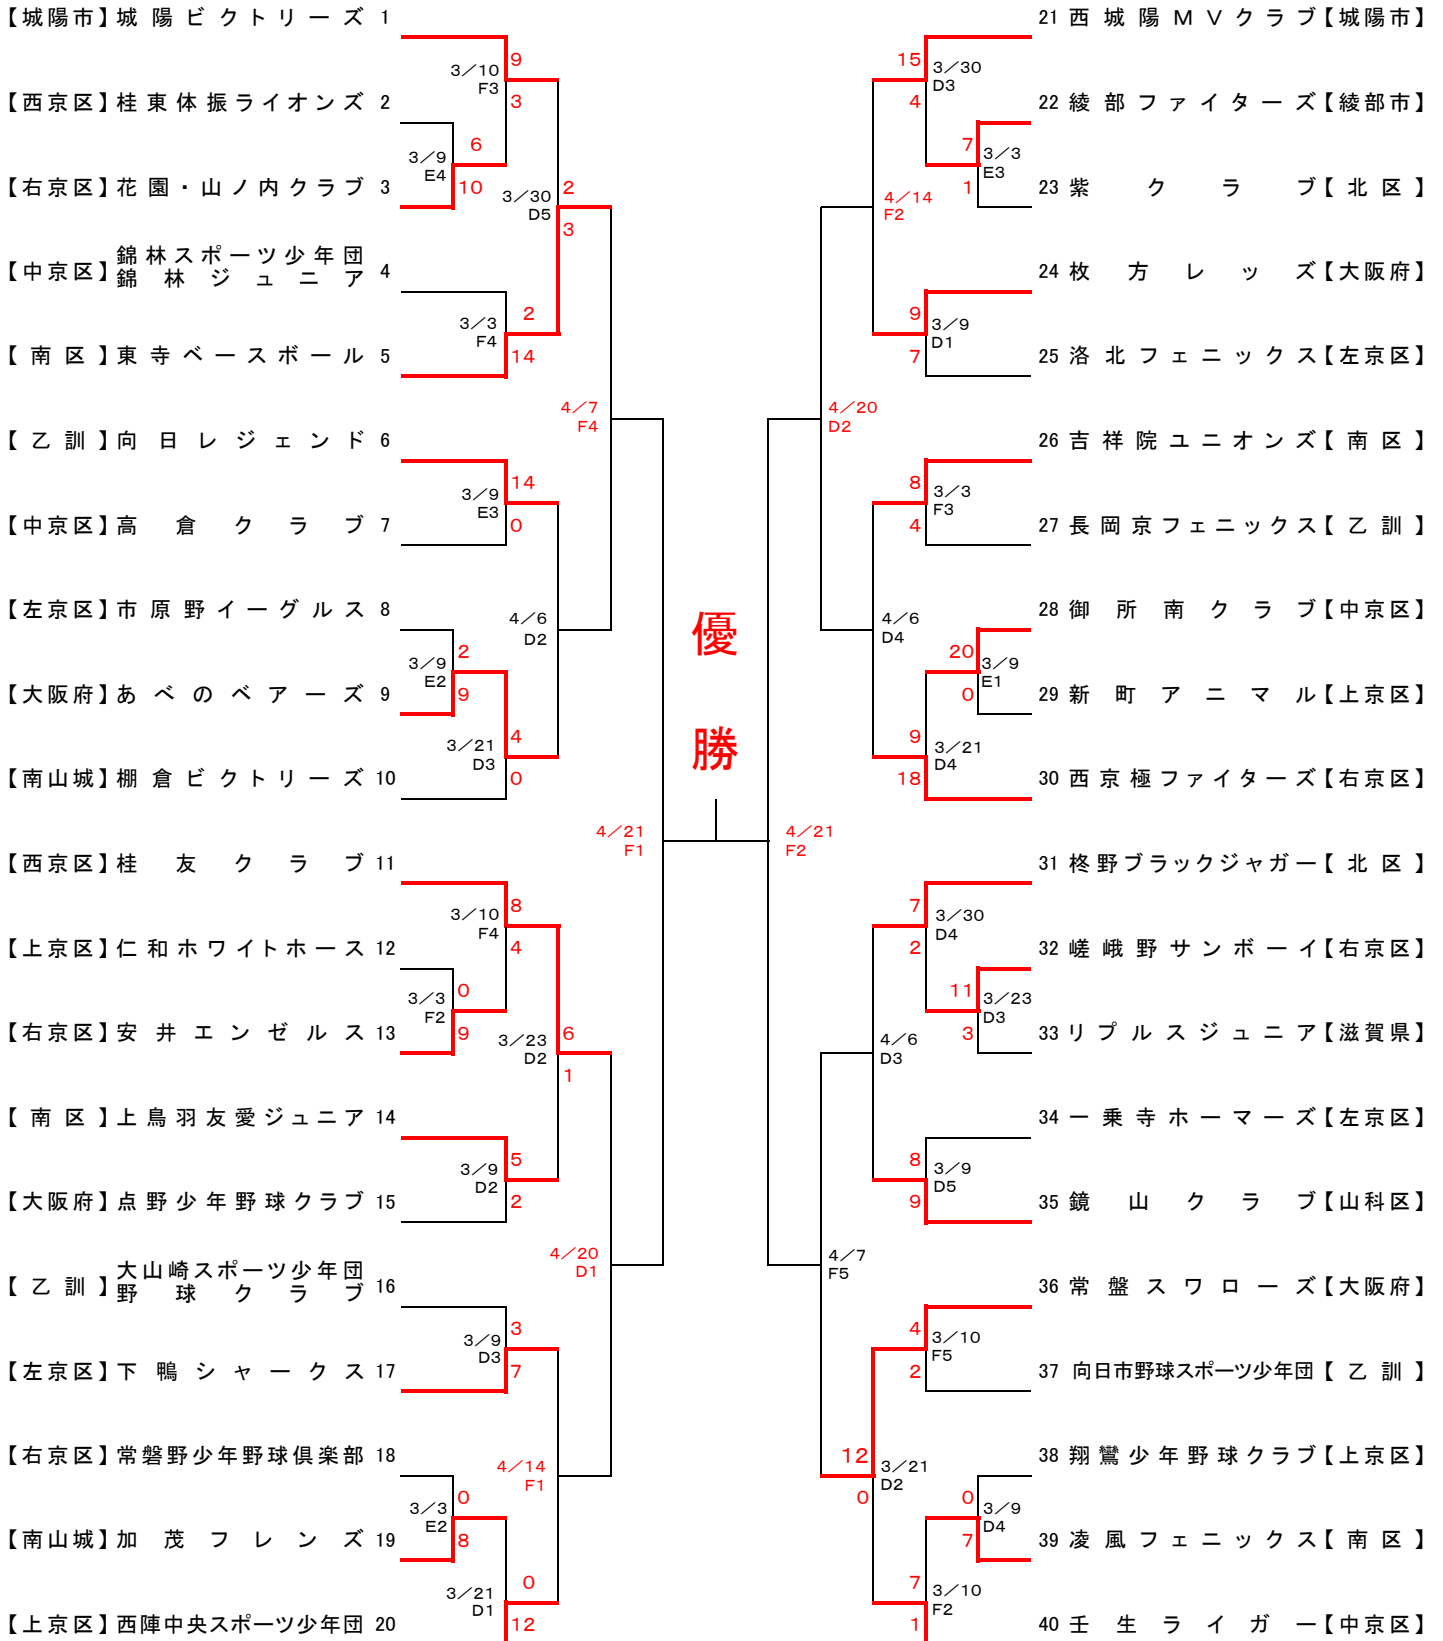 【城陽市】城陽ビクトリーズ 1
9
3／10
F3
3
【西京区】桂東体振ライオンズ 2
6
3／9
E4
10
【右京区】花園・山ノ内クラブ 3
3／30
D5
2
3
【中京区】錦林スポーツ少年団
錦林ジュニア 4
2
3／3
F4
14
【南区】東寺ベースボール 5
4／7
F4
【乙訓】向日レジェンド 6
14
3／9
E3
0
【中京区】高倉クラブ 7
【左京区】市原野イーグルス 8
4／6
D2
2
3／9
E2
9
【大阪府】あべのベアーズ 9
4
3／21
D3
0
【南山城】棚倉ビクトリーズ 10
4／21
F1
【西京区】桂友クラブ 11
8
3／10
F4
4
【上京区】仁和ホワイトホース 12
0
3／3
F2
9
【右京区】安井エンゼルス 13
3／23
D2
6
1
【南区】上鳥羽友愛ジュニア 14
5
3／9
D2
2
【大阪府】点野少年野球クラブ 15
4／20
D1
【乙訓】大山崎スポーツ少年団
野球クラブ 16
3
3／9
D3
7
【左京区】下鴨シャークス 17
【右京区】常磐野少年野球倶楽部 18
4／14
F1
0
3／3
E2
8
【南山城】加茂フレンズ 19
0
3／21
D1
12
【上京区】西陣中央スポーツ少年団 20
優
勝
21 西城陽ＭＶクラブ【城陽市】
15
3／30
D3
4
22 綾部ファイターズ【綾部市】
7
3／3
E3
1
23 紫クラブ【北区】
4／14
F2
24 枚方レッズ【大阪府】
9
3／9
D1
7
25 洛北フェニックス【左京区】
4／20
D2
26 吉祥院ユニオンズ【南区】
8
3／3
F3
4
27 長岡京フェニックス【乙訓】
28 御所南クラブ【中京区】
4／6
D4
20
3／9
E1
0
29 新町アニマル【上京区】
9
3／21
D4
18
30 西京極ファイターズ【右京区】
4／21
F2
31 柊野ブラックジャガー【北区】
7
3／30
D4
2
32 嵯峨野サンボーイ【右京区】
11
3／23
D3
3
33 リプルスジュニア【滋賀県】
4／6
D3
34 一乗寺ホーマーズ【左京区】
8
3／9
D5
9
35 鏡山クラブ【山科区】
4／7
F5
36 常盤スワローズ【大阪府】
4
3／10
F5
2
37 向日市野球スポーツ少年団【乙訓】
12
3／21
D2
0
38 翔鸞少年野球クラブ【上京区】
0
3／9
D4
7
39 凌風フェニックス【南区】
7
3／10
F2
1
40 壬生ライガー【中京区】